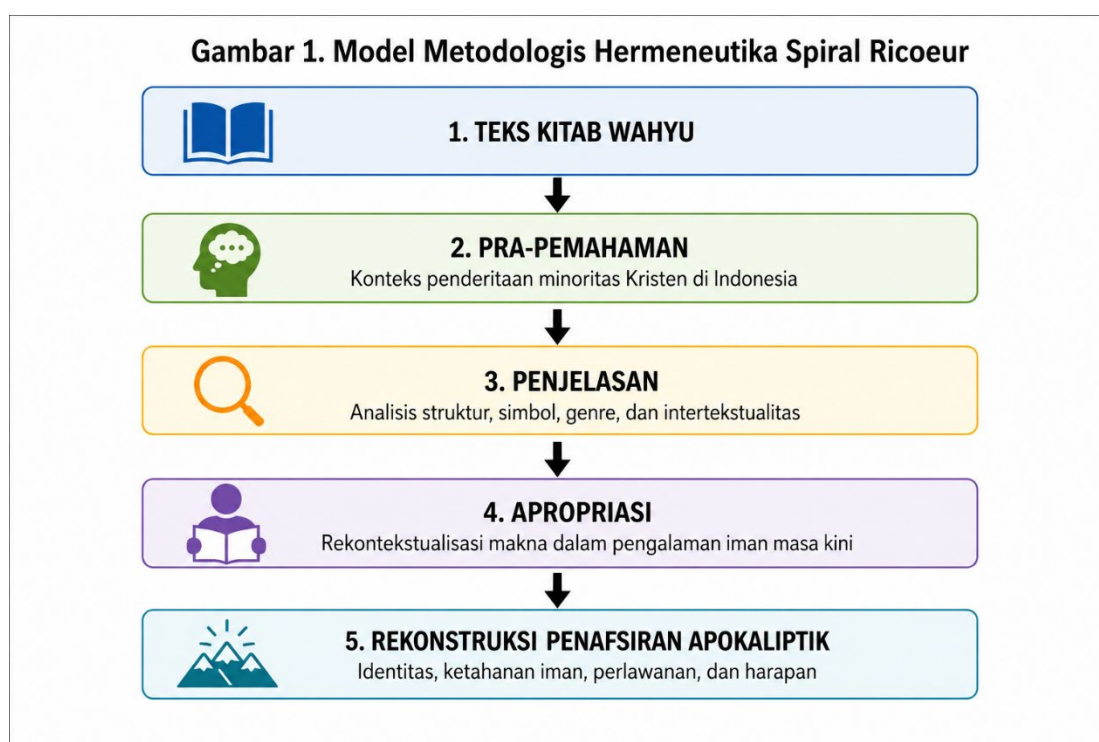 Gambar 1. Model Metodologis Hermeneutika Spiral Ricoeur
1. TEKS KITAB WAHYU
2. PRA-PEMAHAMAN
Konteks penderitaan minoritas Kristen di Indonesia
3. PENJELASAN
Analisis struktur, simbol, genre, dan intertekstualitas
4. APROPRIASI
Rekontekstualisasi makna dalam pengalaman iman masa kini
5. REKONSTRUKSI PENAFSIRAN APOKALIPTIK
Identitas, ketahanan iman, perlawanan, dan harapan